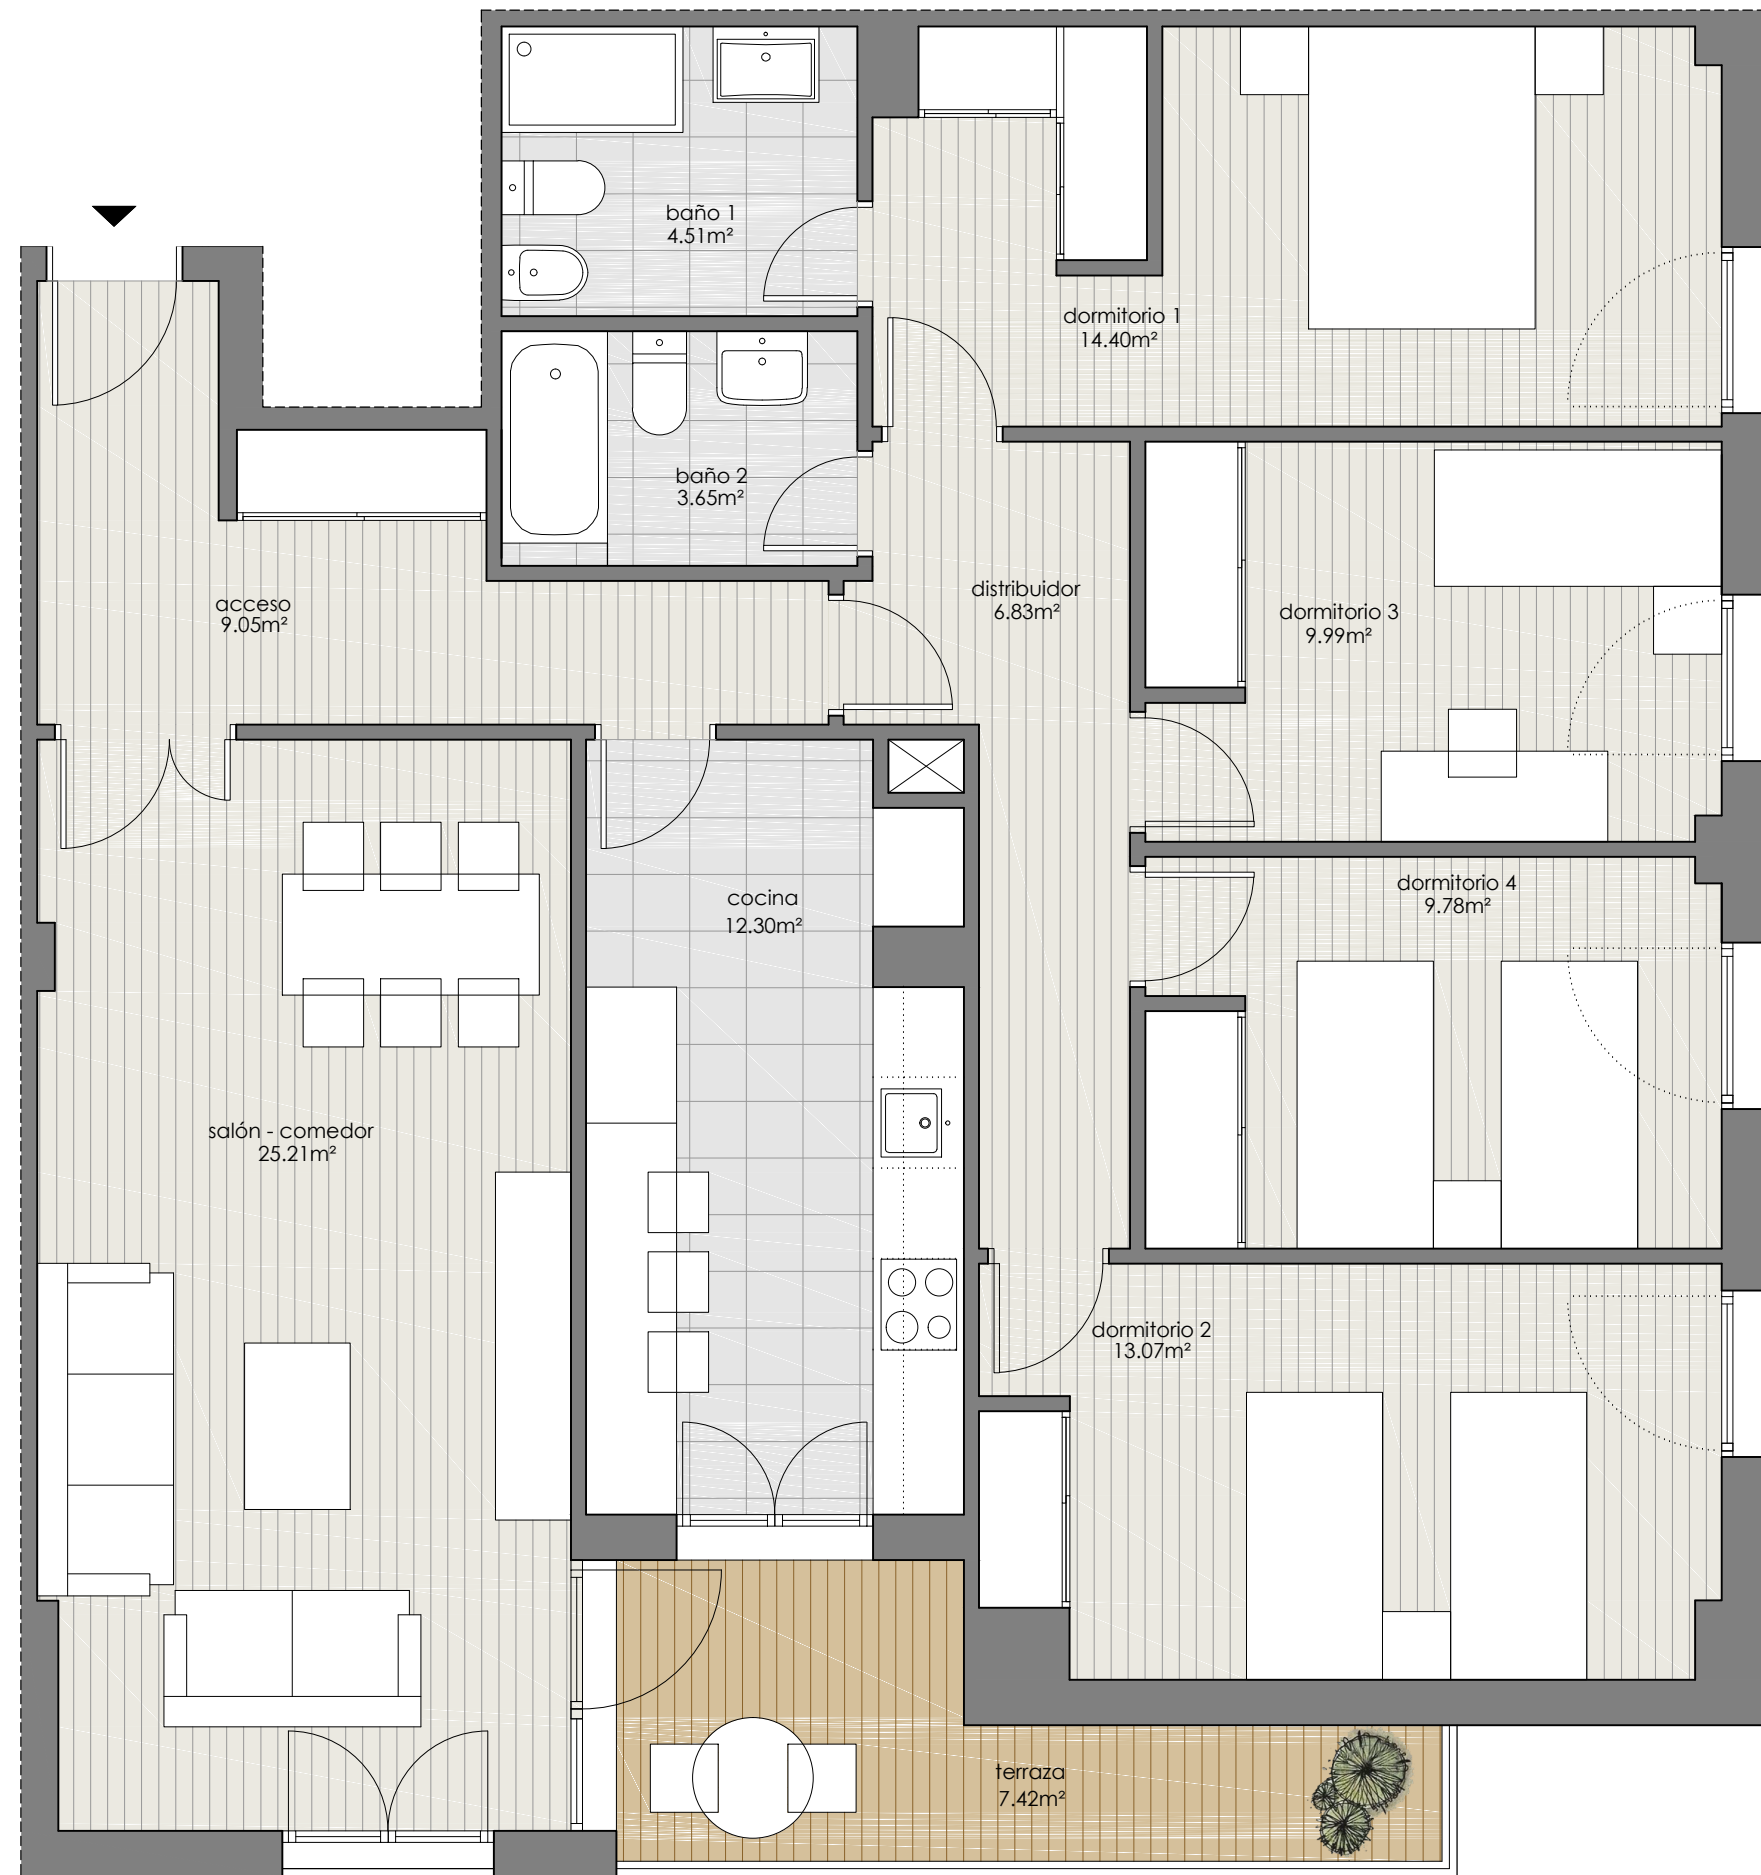 baño 1
4.51m²
dormitorio 1
14.40m²
baño 2
3.65m²
acceso
9.05m²
distribuidor
6.83m²
dormitorio 3
9.99m²
cocina
12.30m²
dormitorio 4
9.78m²
salón - comedor
25.21m²
dormitorio 2
13.07m²
terraza
7.42m²